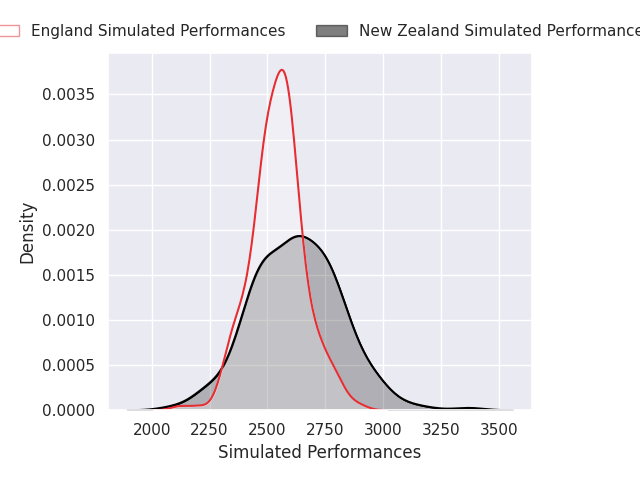 England Simulated Performances
New Zealand Simulated Performance
0.0035
0.0030
0.0025
0.0020
0.0015
0.0010
0.0005
0.0000
Density
2000 2250 2500 2750 3000 3250 3500
Simulated Performances